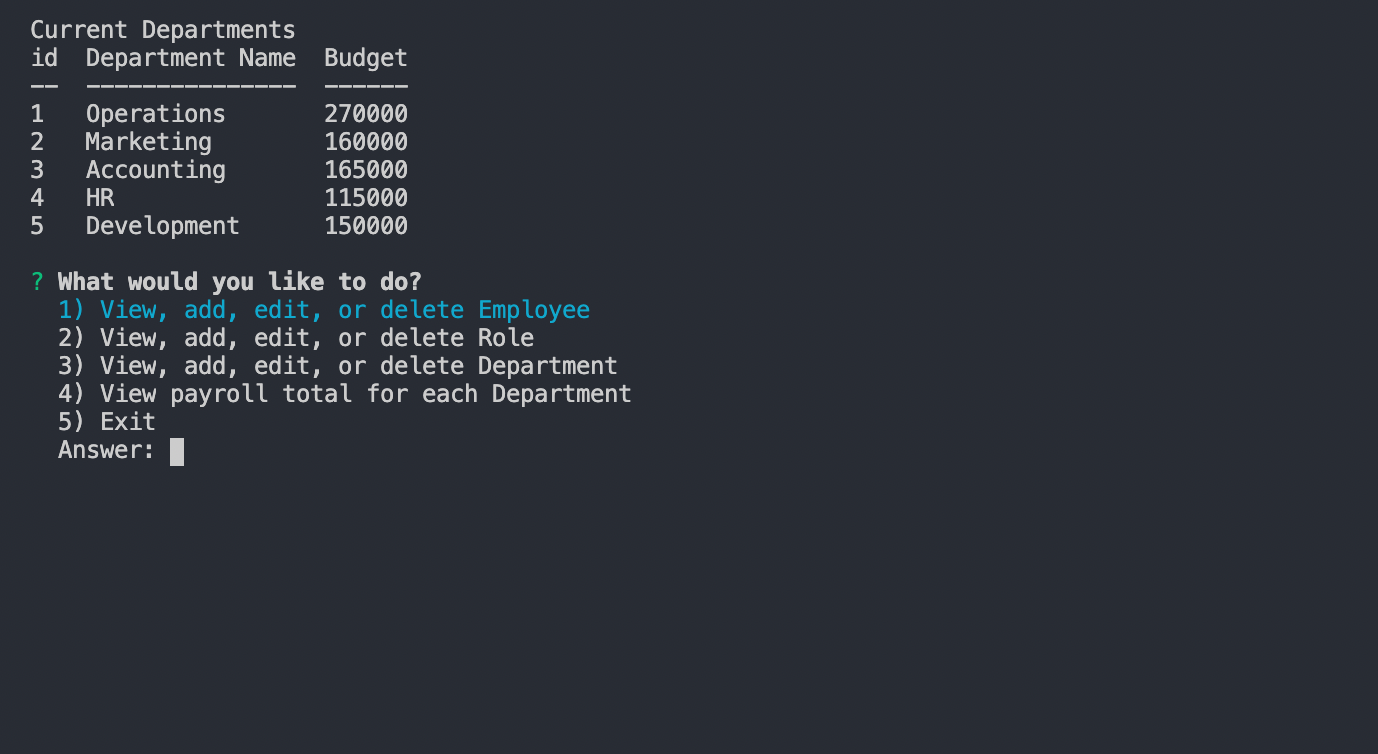 Current Departments
id  Department Name  Budget
--  ---------------  ------
1   Operations       270000
2   Marketing        160000
3   Accounting       165000
4   HR               115000
5   Development      150000
? What would you like to do?
1) View, add, edit, or delete Employee
2) View, add, edit, or delete Role
3) View, add, edit, or delete Department
4) View payroll total for each Department
5) Exit
Answer: